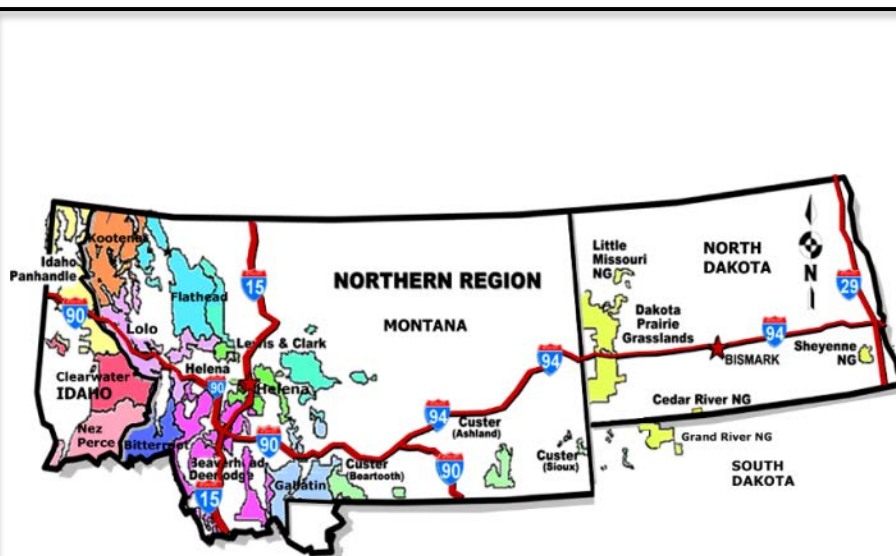 NORTHERN REGION
MONTANA
NORTH
DAKOTA
N
29
Little
Missouri
NG
Dakota
Prairie
Grasslands
94
BISMARK
Sheyenne
NG
Cedar River NG
Grand River NG
SOUTH
DAKOTA
Kootenai
Idaho
Panhandle
90
Flathead
15
Lolo
Lewis & Clark
Helena
Helena
90
94
Clearwater
IDAHO
Nez
Perce
Bitterroot
90
94
Custer
(Ashland)
Custer
(Sioux)
Beaverhead
Deerlodge
Custer
(Beartooth)
90
Gallatin
15